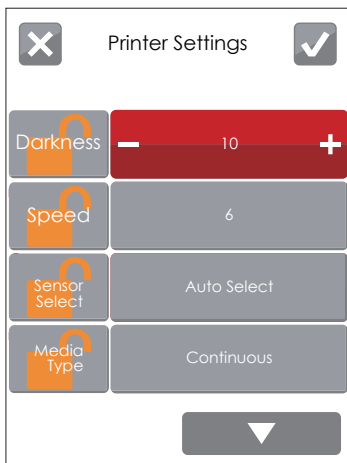 Printer Settings
Darkness
10
Speed
6
Sensor
Select
Auto Select
Media
Type
Continuous